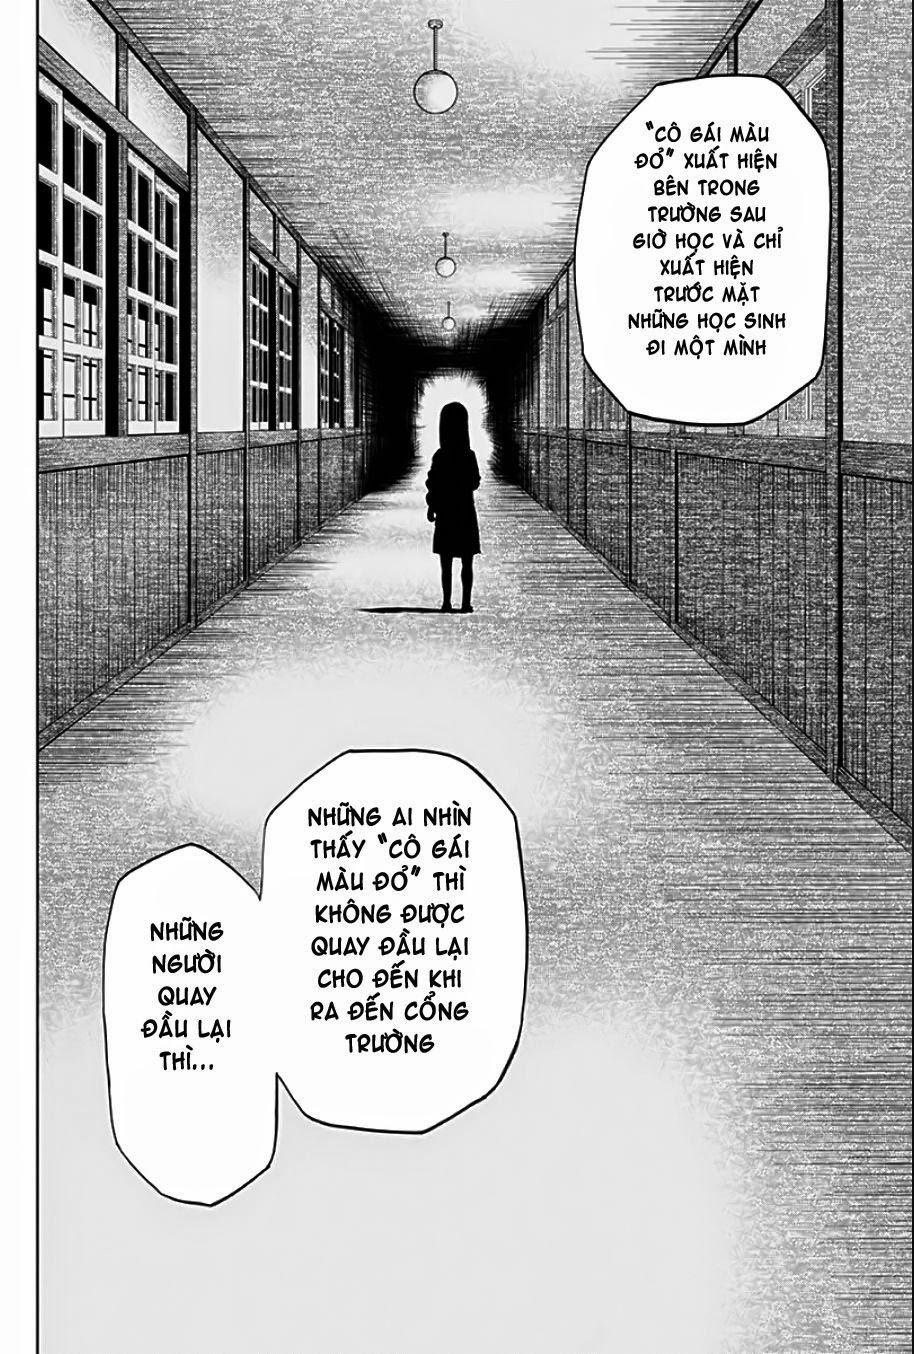 "CÔ GÁI MÀU
ĐỎ" XUẤT HIỆN
BÊN TRONG
TRƯỜNG SAU
GIỜ HỌC VÀ CHỈ
XUẤT HIỆN
TRƯỚC MẶT
NHỮNG HỌC SINH
ĐI MỘT MÌNH
NHỮNG AI NHÌN
THẤY "CÔ GÁI
MÀU ĐỎ" THÌ
KHÔNG ĐƯỢC
QUAY ĐẦU LẠI
CHO ĐẾN KHI
RA ĐẾN CỔNG
TRƯỜNG
NHỮNG
NGƯỜI
QUAY
ĐẦU LẠI
THÌ...